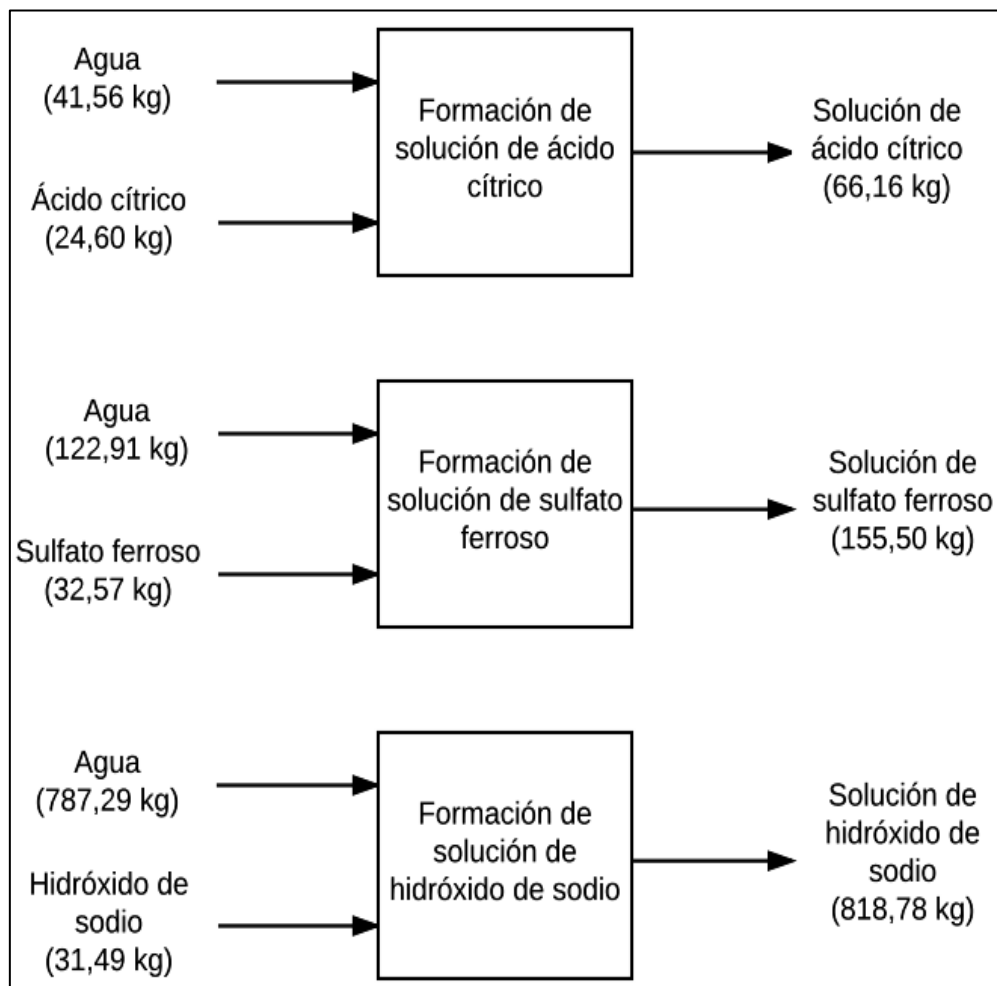 Agua
(41,56 kg)
Ácido cítrico
(24,60 kg)
Formación de
solución de ácido
cítrico
Solución de
ácido cítrico
(66,16 kg)
Agua
(122,91 kg)
Sulfato ferroso
(32,57 kg)
Formación de
solución de sulfato
ferroso
Solución de
sulfato ferroso
(155,50 kg)
Agua
(787,29 kg)
Hidróxido de
sodio
(31,49 kg)
Formación de
solución de
hidróxido de sodio
Solución de
hidróxido de
sodio
(818,78 kg)